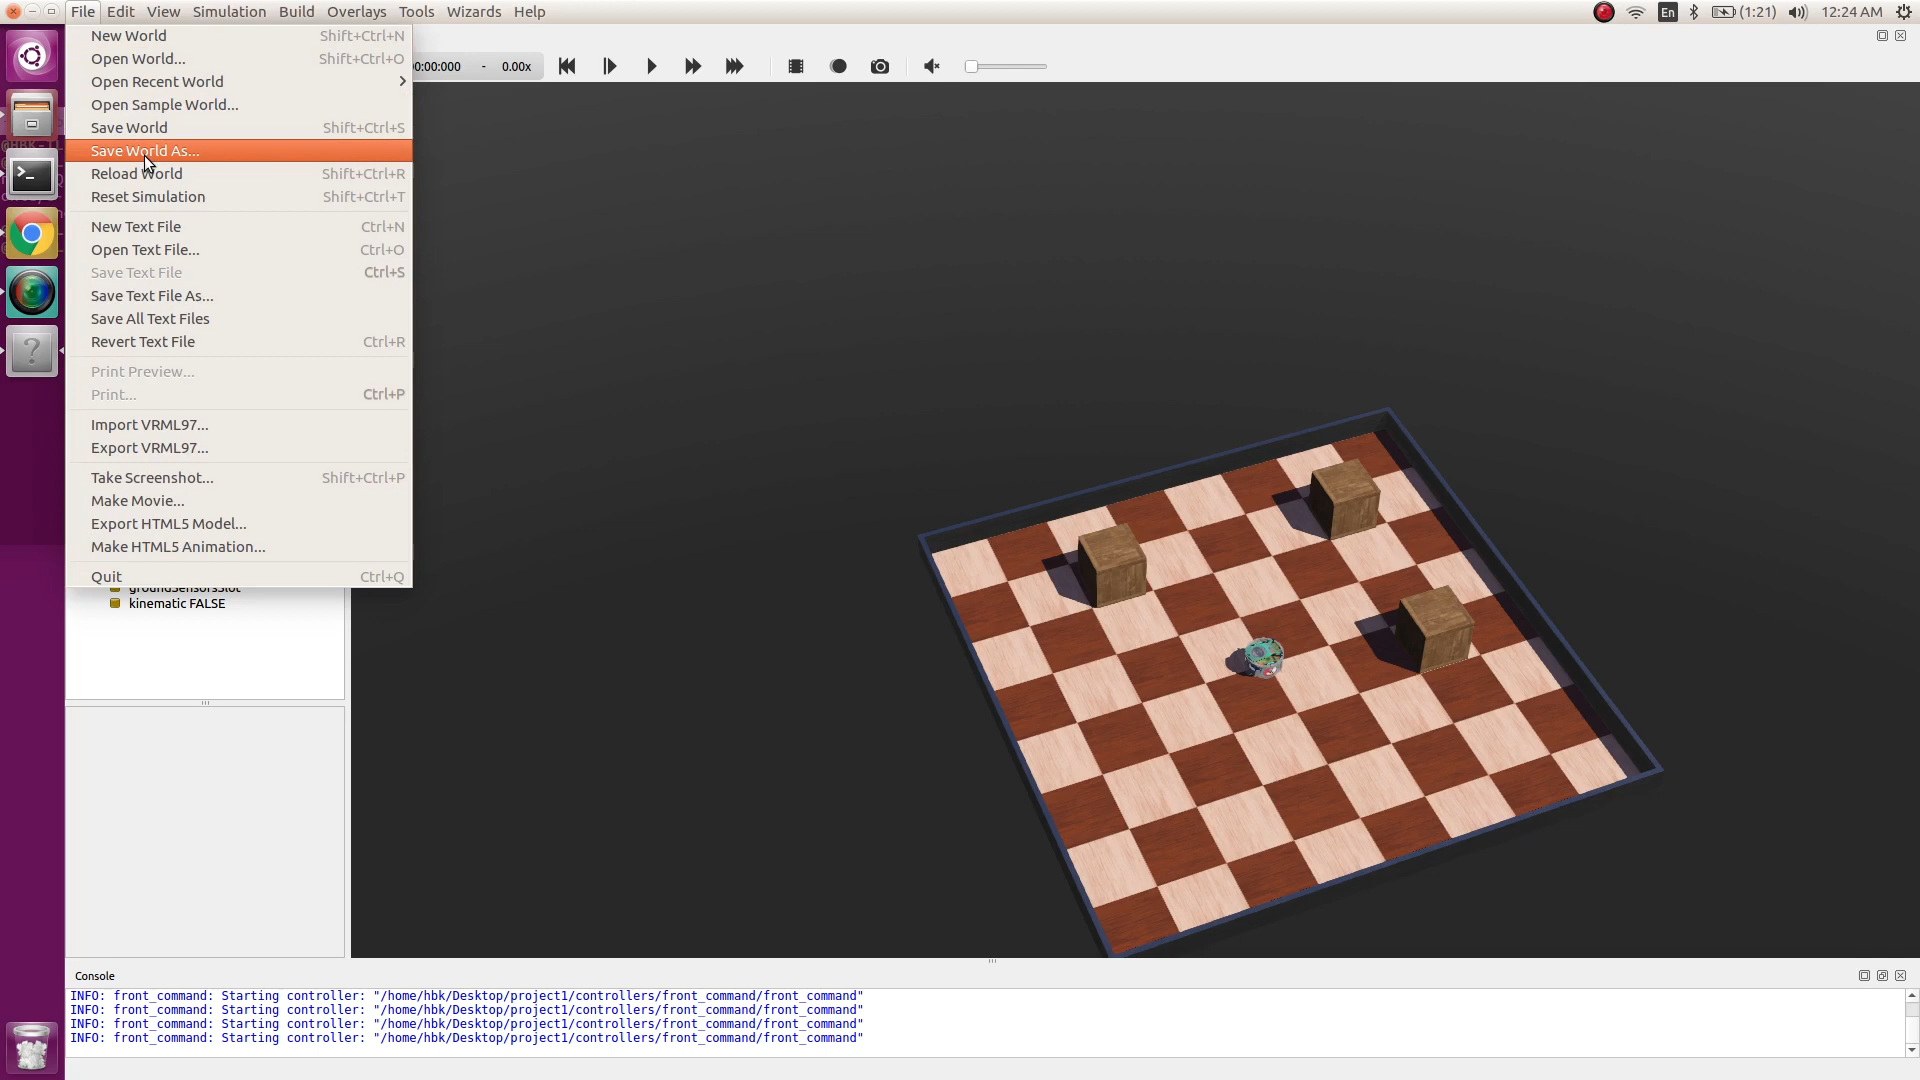 File Edit View Simulation Build Overlays Tools Wizards Help
En (1:21) 12:24 AM
New World Shift+Ctrl+N
Open World... Shift+Ctrl+O
Open Recent World
Open Sample World...
Save World Shift+Ctrl+S
Save World As...
Reload World Shift+Ctrl+R
Reset Simulation Shift+Ctrl+T
New Text File Ctrl+N
Open Text File... Ctrl+O
Save Text File Ctrl+S
Save Text File As...
Save All Text Files
Revert Text File Ctrl+R
Print Preview...
Print... Ctrl+P
Import VRML97...
Export VRML97...
Take Screenshot... Shift+Ctrl+P
Make Movie...
Export HTML5 Model...
Make HTML5 Animation...
Quit Ctrl+Q
0:00:000 - 0.00x
groundSensorsSlot
kinematic FALSE
Console
INFO: front_command: Starting controller: "/home/hbk/Desktop/project1/controllers/front_command/front_command"
INFO: front_command: Starting controller: "/home/hbk/Desktop/project1/controllers/front_command/front_command"
INFO: front_command: Starting controller: "/home/hbk/Desktop/project1/controllers/front_command/front_command"
INFO: front_command: Starting controller: "/home/hbk/Desktop/project1/controllers/front_command/front_command"